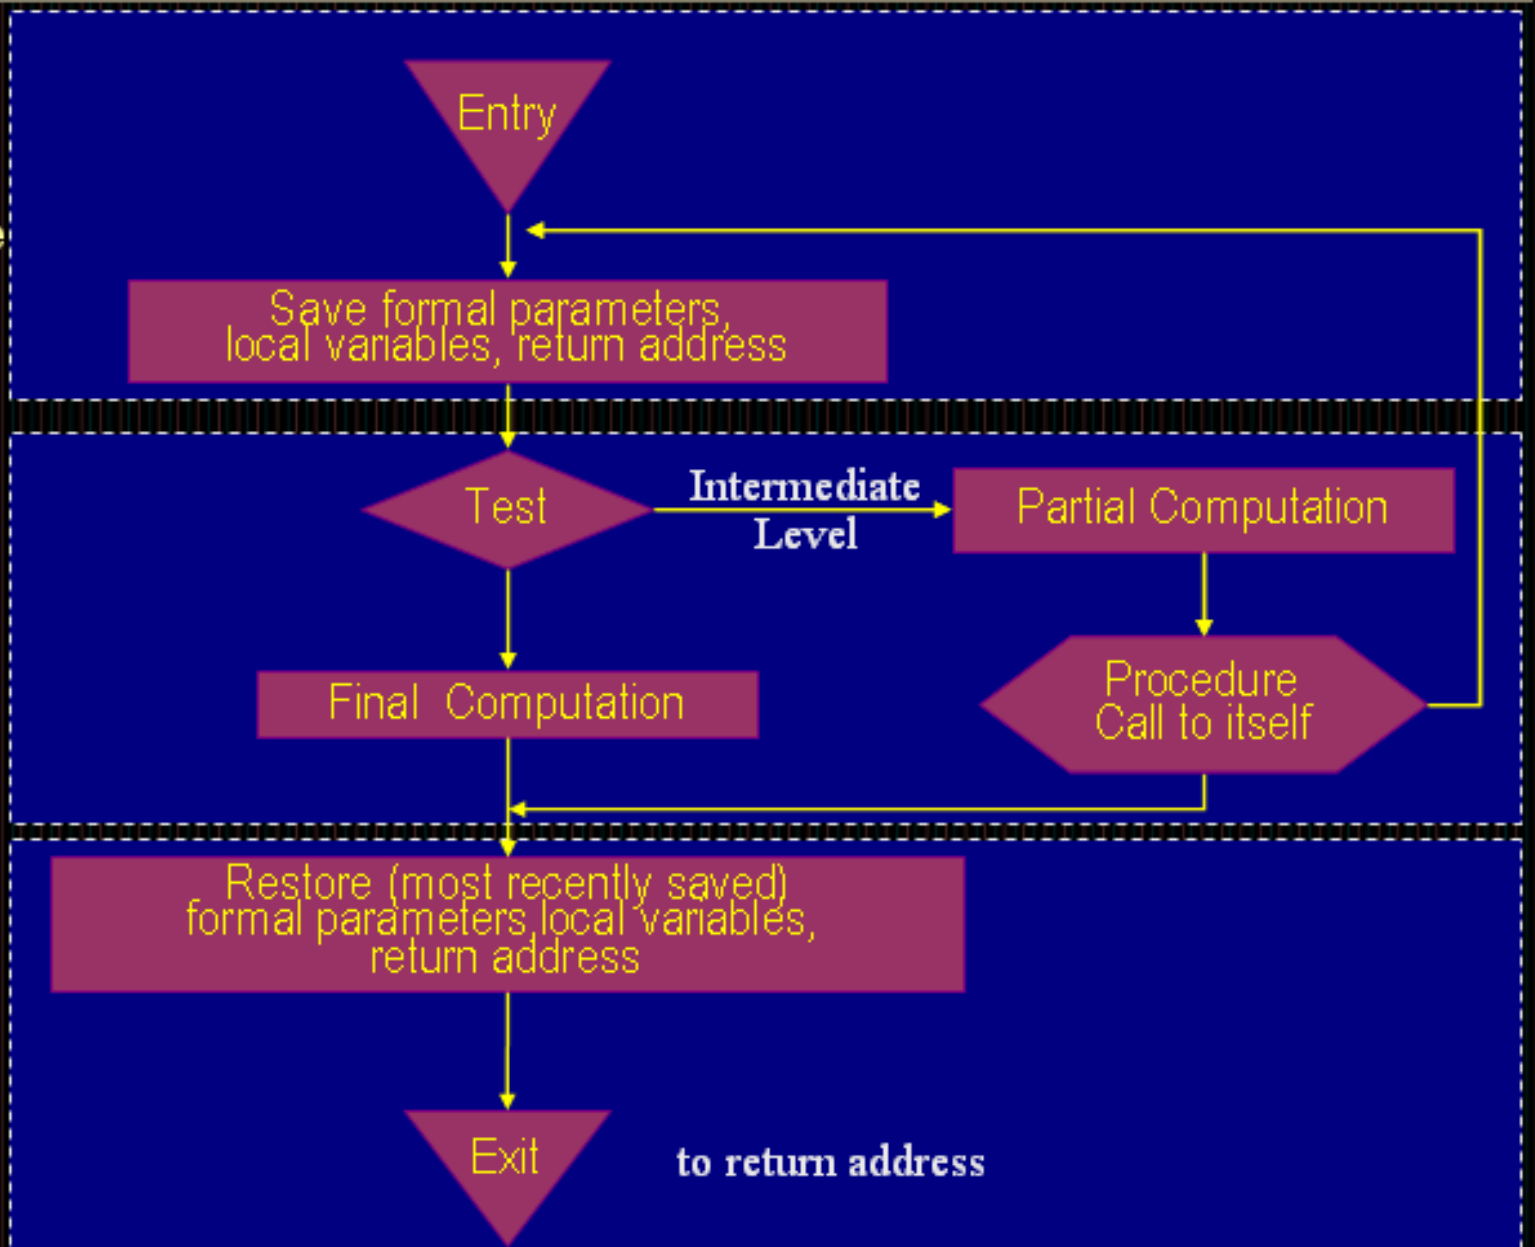 Entry
Save formal parameters,
local variables, return address
Test
Intermediate
Level
Partial Computation
Procedure
Call to itself
Final Computation
Restore (most recently saved)
formal parameters,local variables,
return address
Exit
to return address